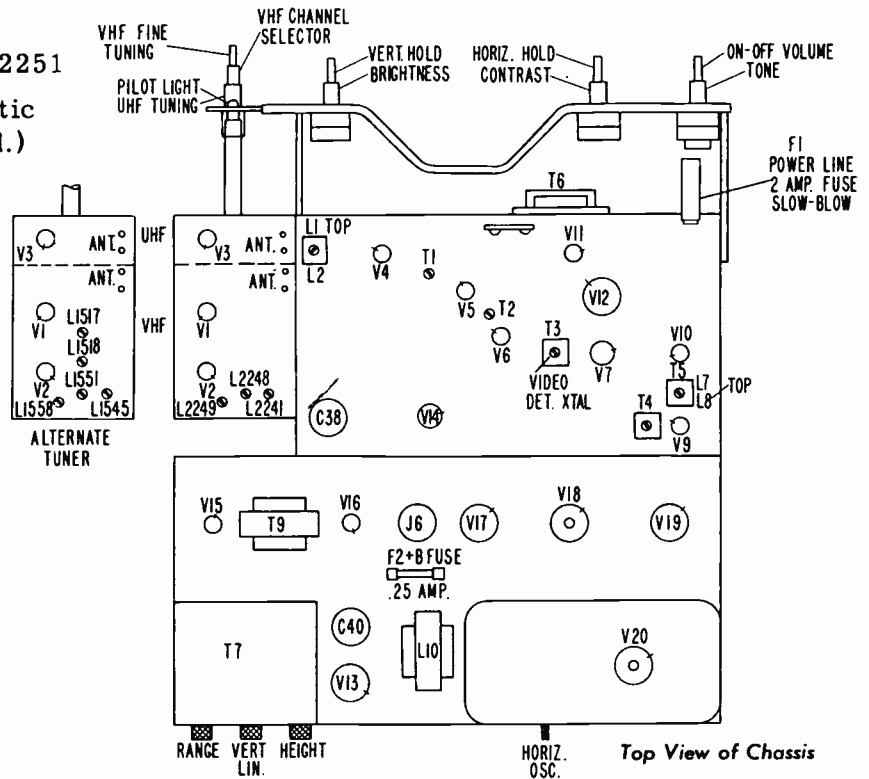 2251
tic
.)
VHF FINE
TUNING
VHF CHANNEL
SELECTOR
PILOT LIGHT
UHF TUNING
VERT. HOLD
BRIGHTNESS
HORIZ. HOLD
CONTRAST
ON-OFF VOLUME
TONE
F1
POWER LINE
2 AMP. FUSE
SLOW-BLOW
T6
V3
ANT.
UHF
V3
ANT.
L1 TOP
L2
V4
T1
V11
ANT.
ANT.
V5
V12
V1
L1517
VHF
V1
T2
L1518
V6
T3
V7
V10
V2
L1551
V2
L2248
VIDEO
DET. XTAL
T5
L7
L8
TOP
L1558
L1545
L2249
L2241
C38
V14
T4
V9
ALTERNATE
TUNER
V15
T9
V16
J6
V17
V18
V19
F2+B FUSE
.25 AMP.
T7
C40
L10
V20
V13
RANGE
VERT
LIN.
HEIGHT
HORIZ.
OSC.
Top View of Chassis